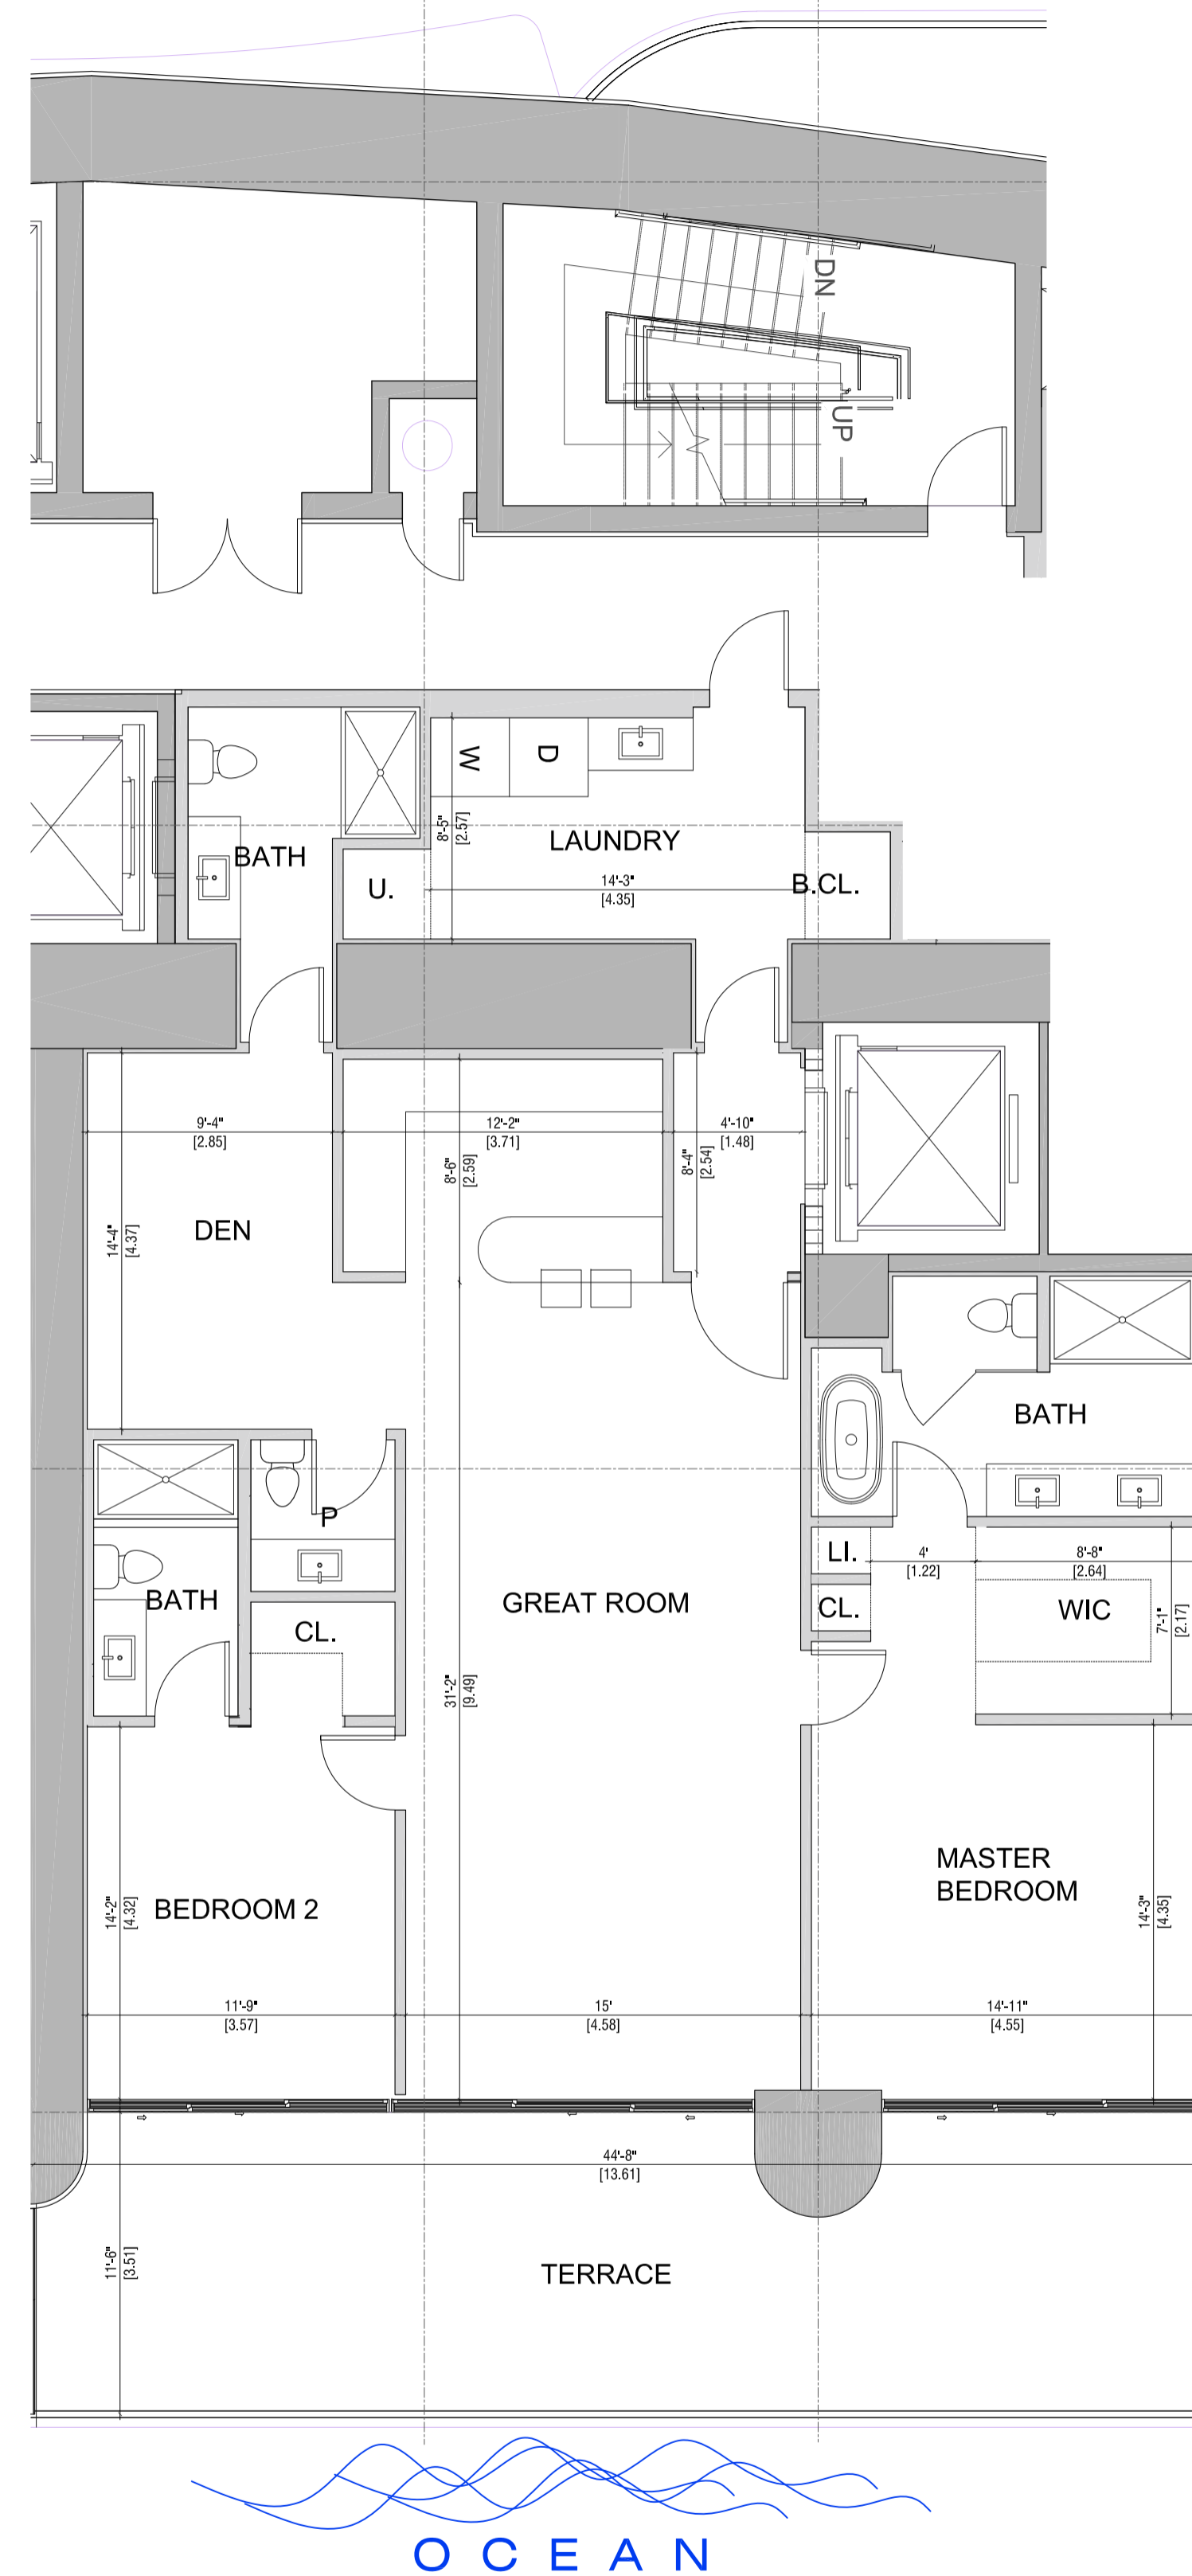 DN
UP
W
D
8'-5"
[2.57]
LAUNDRY
BATH
U.
14'-3"
[4.35]
B.CL.
9'-4"
[2.85]
12'-2"
[3.71]
4'-10"
[1.48]
8'-6"
[2.59]
8'-4"
[2.54]
14'-4"
[4.37]
DEN
BATH
P
LI.
4'
[1.22]
8'-8"
[2.64]
BATH
GREAT ROOM
CL.
WIC
7'-1"
[2.17]
CL.
31'-2"
[9.49]
MASTER
BEDROOM
14'-2"
[4.32]
BEDROOM 2
14'-3"
[4.35]
11'-9"
[3.57]
15'
[4.58]
14'-11"
[4.55]
44'-8"
[13.61]
11'-6"
[3.51]
TERRACE
OCEAN